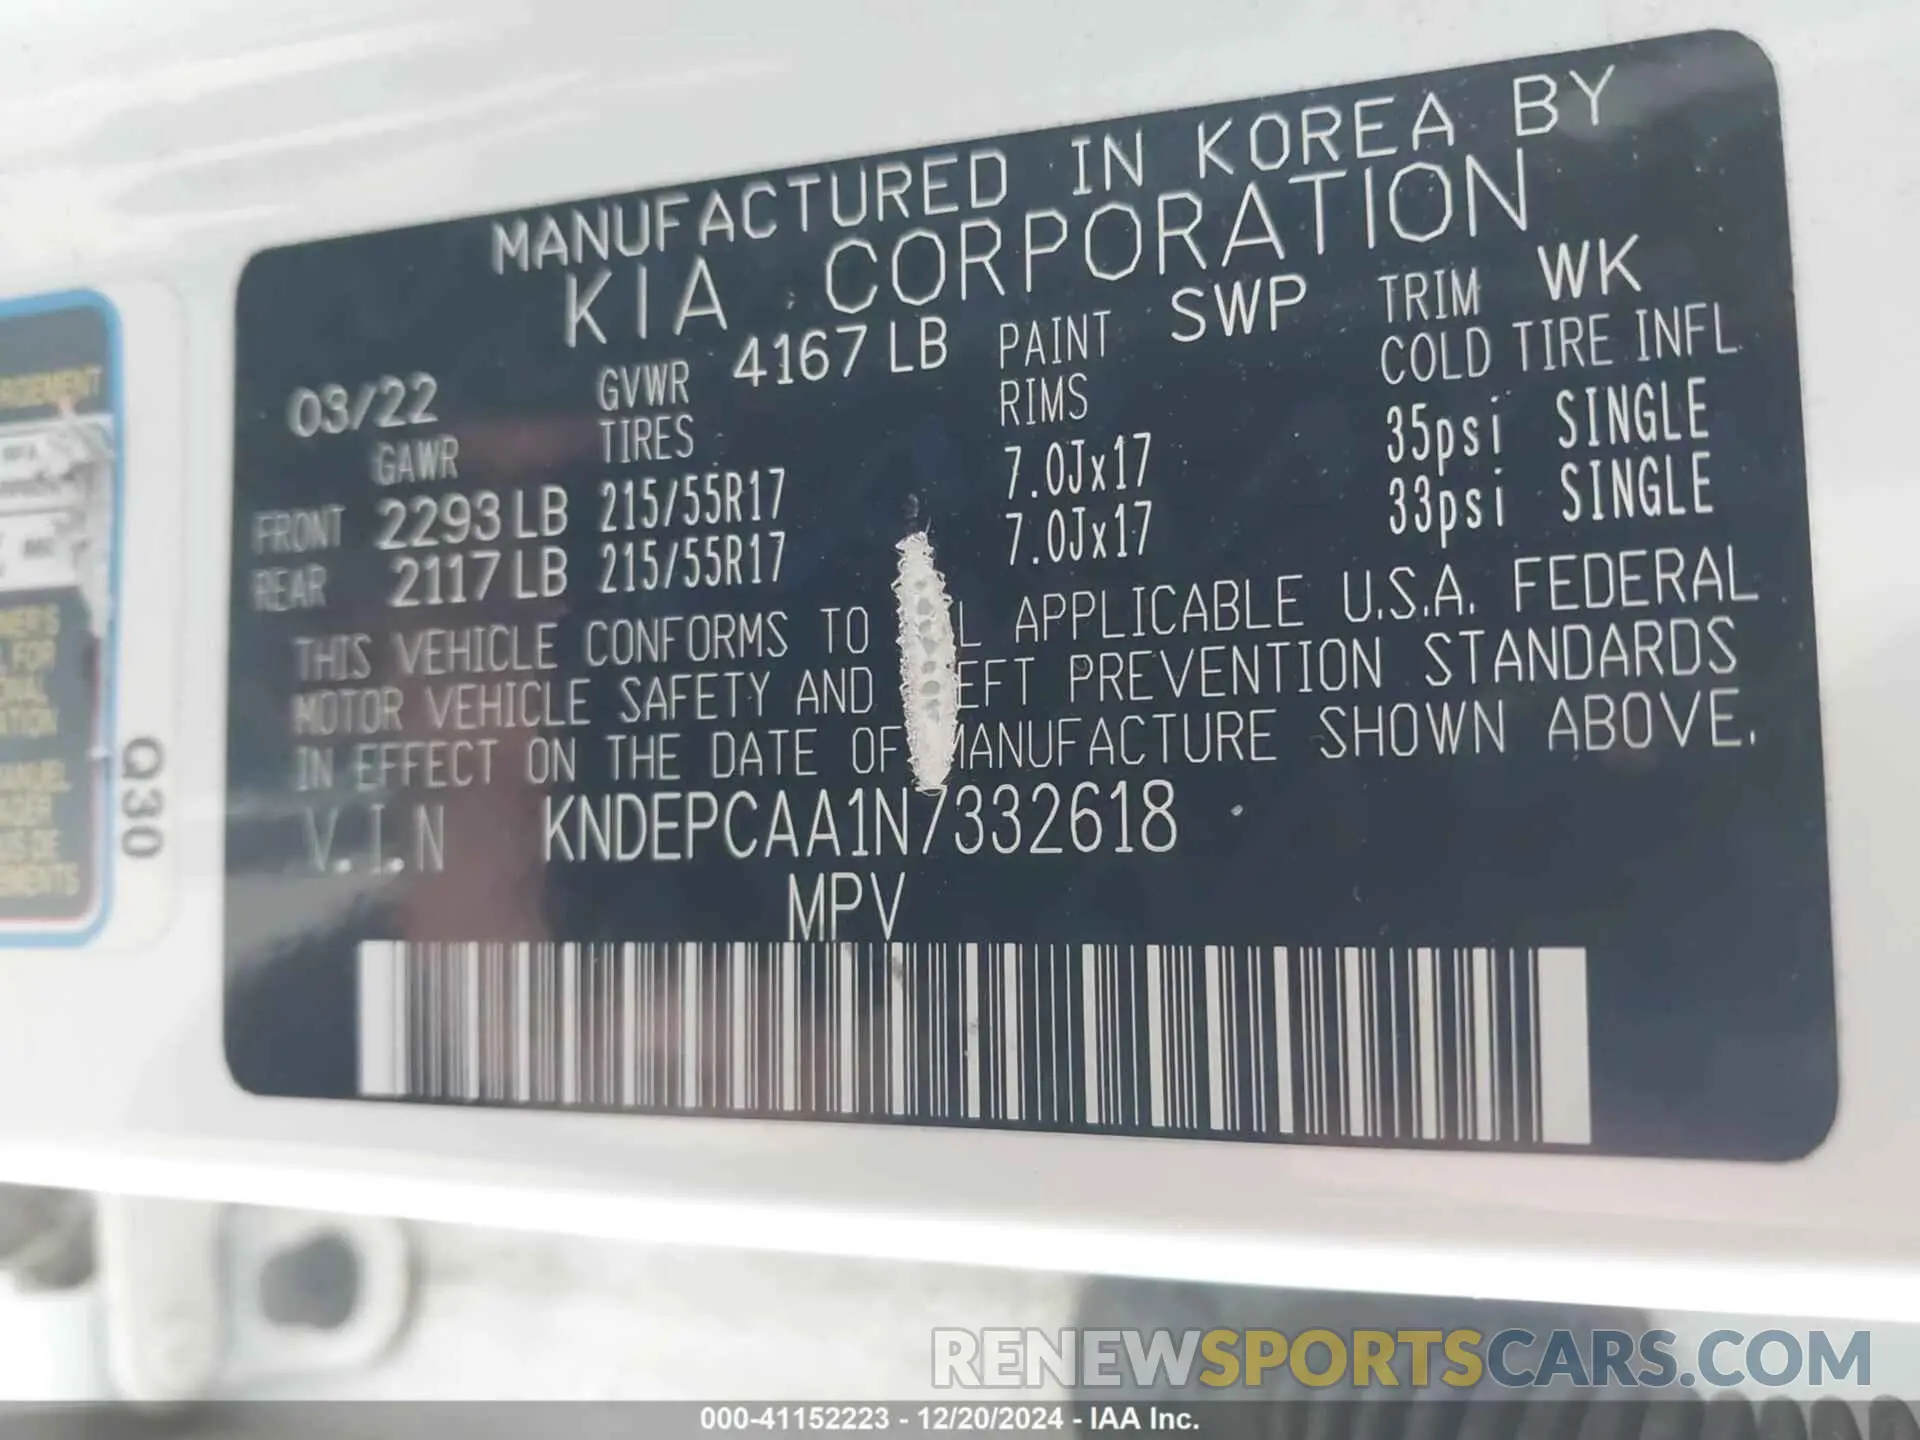 MANUFACTURED IN KOREA BY
KIA CORPORATION
03/22 GVWR 4167 LB PAINT SWP TRIM WK
GAWR TIRES RIMS COLD TIRE INFL
FRONT 2293 LB 215/55R17 7.0Jx17 35psi SINGLE
REAR 2117 LB 215/55R17 7.0Jx17 33psi SINGLE
THIS VEHICLE CONFORMS TO L APPLICABLE U.S.A. FEDERAL
MOTOR VEHICLE SAFETY AND EFT PREVENTION STANDARDS
IN EFFECT ON THE DATE OF MANUFACTURE SHOWN ABOVE.
V.I.N KNDEPCAA1N7332618
MPV
Q30
RENEWSPORTSCARS.COM
000-41152223 - 12/20/2024 - IAA Inc.